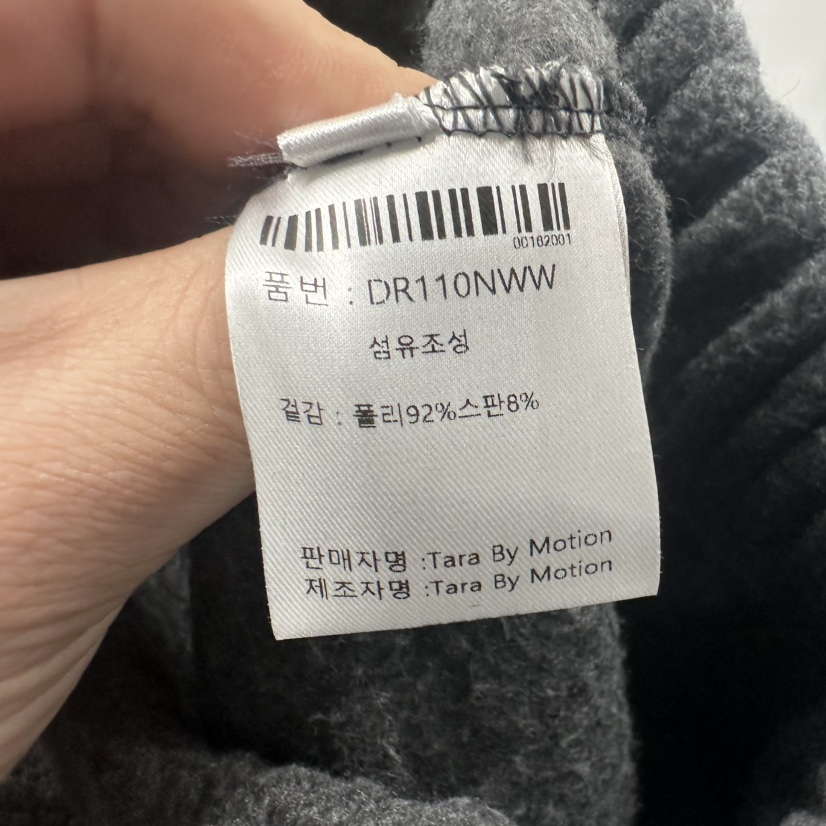 00162001
품번 : DR110NWW
섬유조성
겉감 : 폴리92%스판8%
판매자명 :Tara By Motion
제조자명 :Tara By Motion